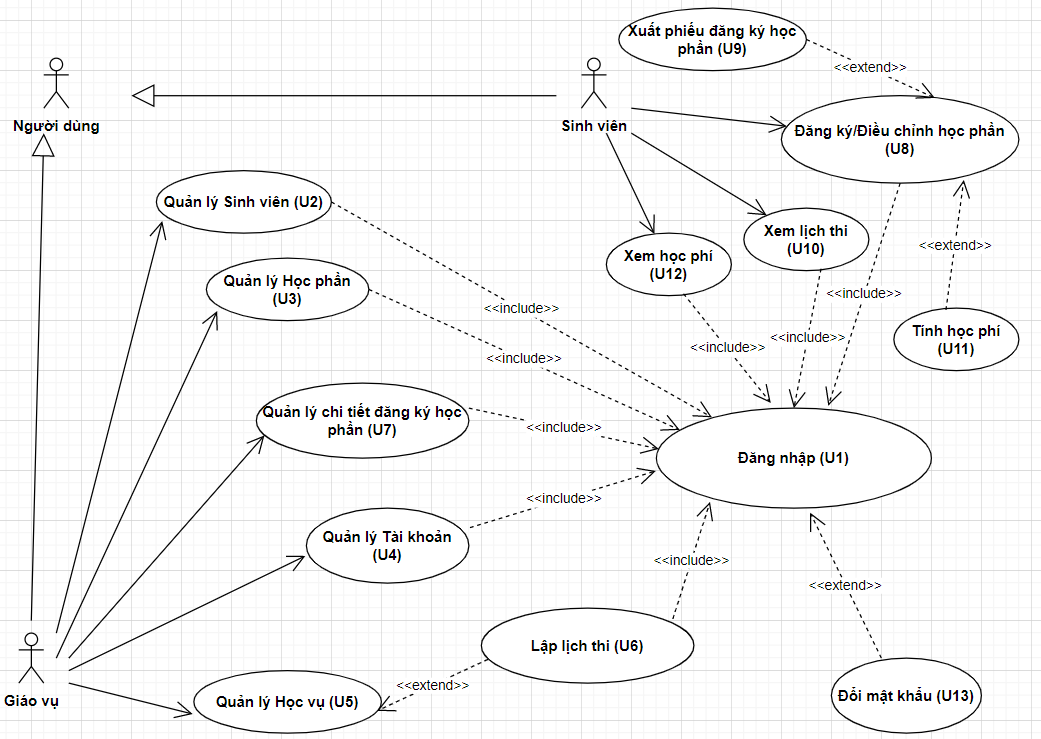 Xuất phiếu đăng ký học
phần (U9)
<<extend>>
Người dùng
Sinh viên
Đăng ký/Điều chỉnh học phần
(U8)
Quản lý Sinh viên (U2)
Xem lịch thi
(U10)
<<extend>>
Xem học phí
(U12)
Quản lý Học phần
(U3)
<<include>>
<<include>>
Tính học phí
(U11)
<<include>>
<<include>>
<<include>>
Quản lý chi tiết đăng ký học
phần (U7)
<<include>>
Đăng nhập (U1)
<<include>>
Quản lý Tài khoản
(U4)
<<include>>
<<extend>>
Lập lịch thi (U6)
<<extend>>
Giáo vụ
Quản lý Học vụ (U5)
Đổi mật khẩu (U13)